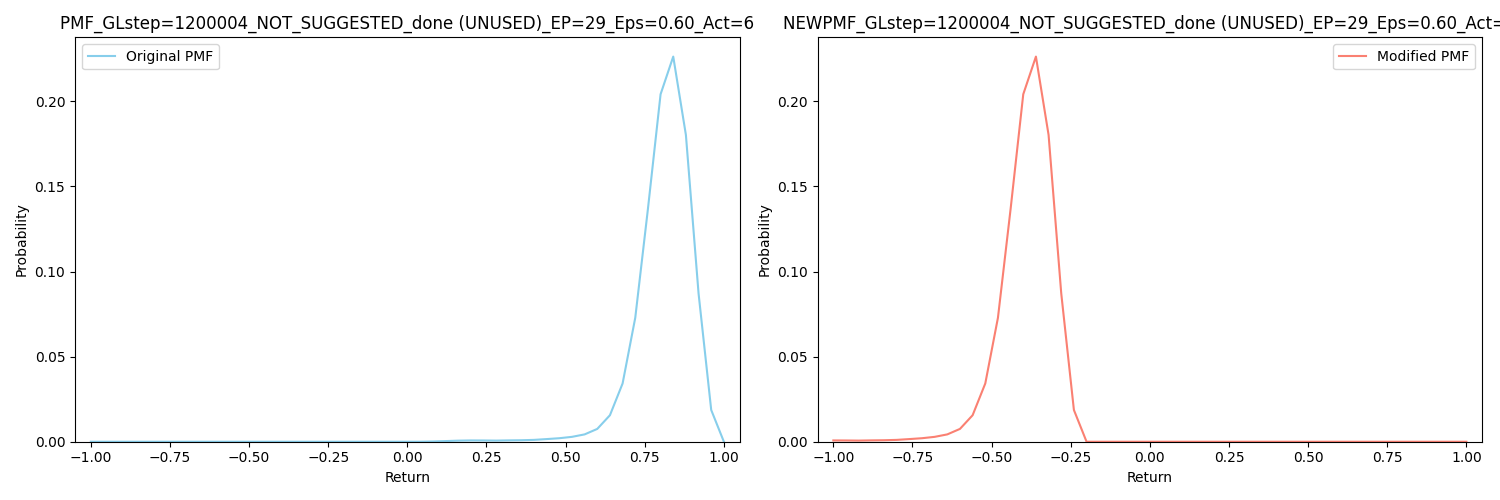 PMF_GLstep=1200004_NOT_SUGGESTED_done (UNUSED)_EP=29_Eps=0.60_Act=6
Original PMF
0.20
0.15
0.10
0.05
0.00
Probability
−1.00 −0.75 −0.50 −0.25 0.00 0.25 0.50 0.75 1.00
Return
NEWPMF_GLstep=1200004_NOT_SUGGESTED_done (UNUSED)_EP=29_Eps=0.60_Act=
Modified PMF
0.20
0.15
0.10
0.05
0.00
Probability
−1.00 −0.75 −0.50 −0.25 0.00 0.25 0.50 0.75 1.00
Return